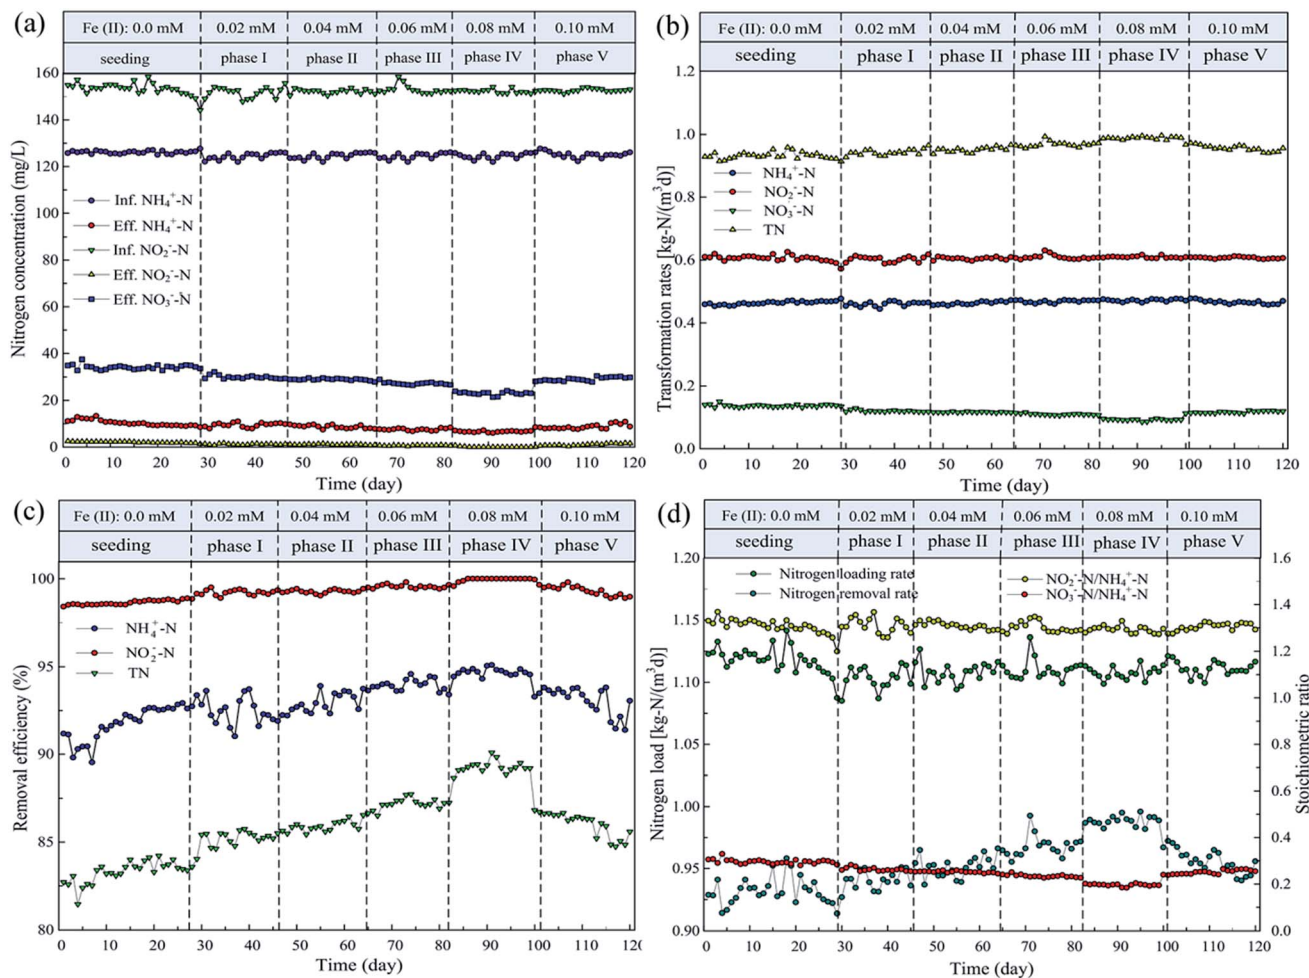 (a)
Fe (II): 0.0 mM 0.02 mM 0.04 mM 0.06 mM 0.08 mM 0.10 mM
seeding phase I phase II phase III phase IV phase V
160
140
120
100
80
60
40
20
0
Nitrogen concentration (mg/L)
Inf. NH₄⁺-N
Eff. NH₄⁺-N
Inf. NO₂⁻-N
Eff. NO₂⁻-N
Eff. NO₃⁻-N
0 10 20 30 40 50 60 70 80 90 100 110 120
Time (day)
(b)
Fe (II): 0.0 mM 0.02 mM 0.04 mM 0.06 mM 0.08 mM 0.10 mM
seeding phase I phase II phase III phase IV phase V
1.2
1.0
0.8
0.6
0.4
0.2
0.0
Transformation rates [kg-N/(m³d)]
NH₄⁺-N
NO₂⁻-N
NO₃⁻-N
TN
0 10 20 30 40 50 60 70 80 90 100 110 120
Time (day)
(c)
Fe (II): 0.0 mM 0.02 mM 0.04 mM 0.06 mM 0.08 mM 0.10 mM
seeding phase I phase II phase III phase IV phase V
100
95
90
85
80
Removal efficiency (%)
NH₄⁺-N
NO₂⁻-N
TN
0 10 20 30 40 50 60 70 80 90 100 110 120
Time (day)
(d)
Fe (II): 0.0 mM 0.02 mM 0.04 mM 0.06 mM 0.08 mM 0.10 mM
seeding phase I phase II phase III phase IV phase V
1.20
1.15
1.10
1.05
1.00
0.95
0.90
Nitrogen load [kg-N/(m³d)]
Nitrogen loading rate
Nitrogen removal rate
NO₂⁻-N/NH₄⁺-N
NO₃⁻-N/NH₄⁺-N
1.6
1.4
1.2
1.0
0.8
0.6
0.4
0.2
0.0
Stoichiometric ratio
0 10 20 30 40 50 60 70 80 90 100 110 120
Time (day)